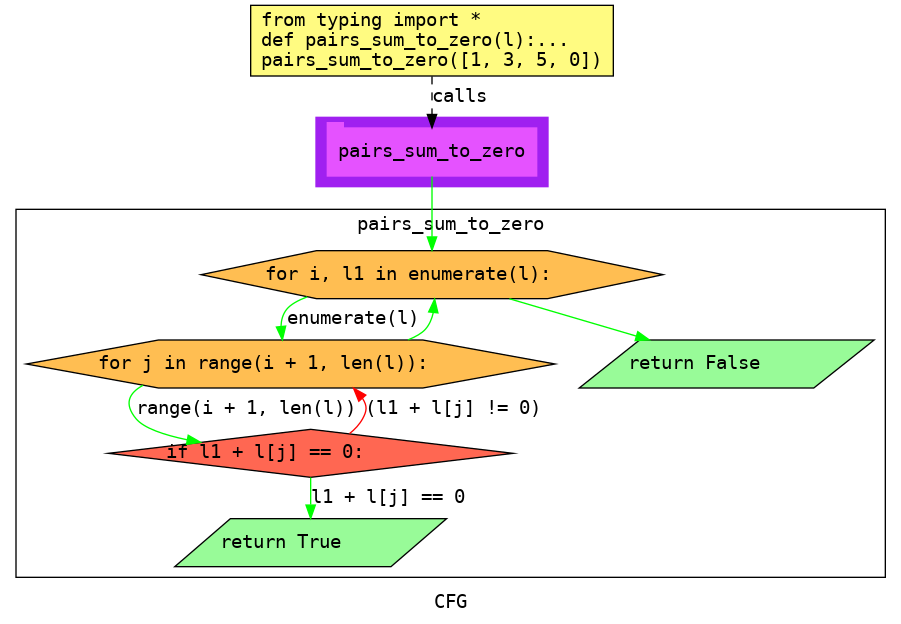 from typing import *
def pairs_sum_to_zero(l):...
pairs_sum_to_zero([1, 3, 5, 0])
calls
pairs_sum_to_zero
pairs_sum_to_zero
for i, l1 in enumerate(l):
enumerate(l)
for j in range(i + 1, len(l)):
return False
range(i + 1, len(l))
(l1 + l[j] != 0)
if l1 + l[j] == 0:
l1 + l[j] == 0
return True
CFG